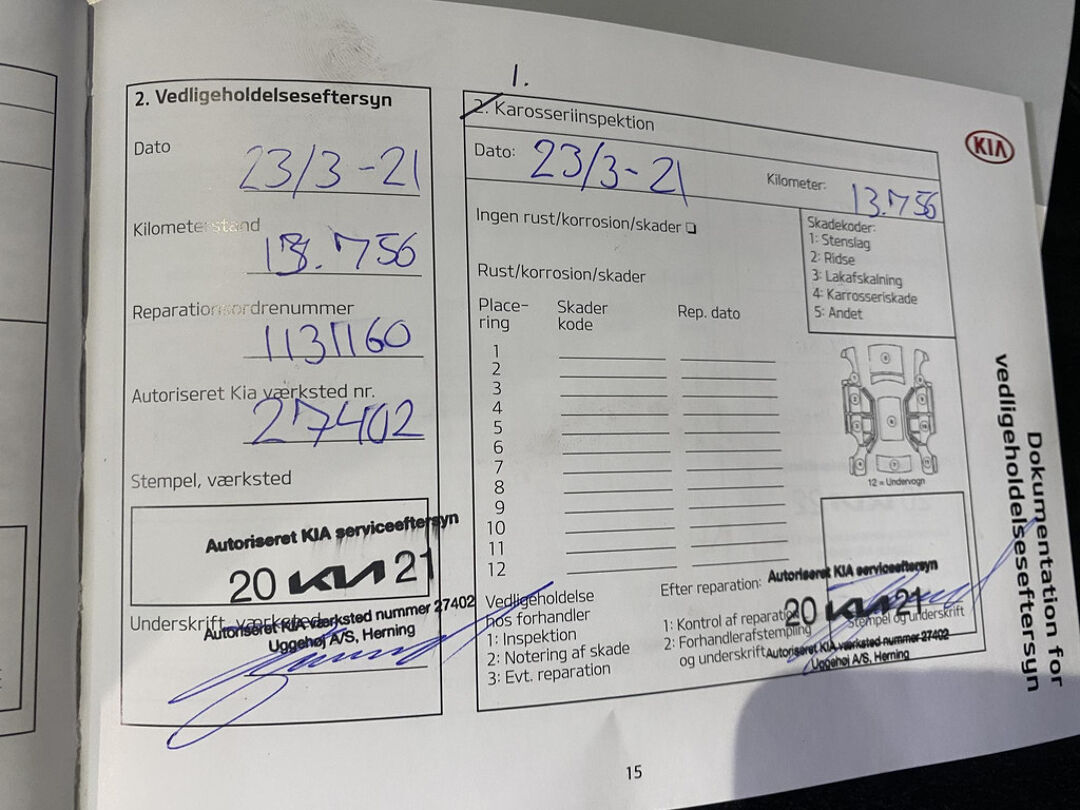 2. Vedligeholdelseseftersyn
Dato
23/3-21
Kilometerstand
13.756
Reparationsordrenummer
1131160
Autoriseret Kia værksted nr.
27402
Stempel, værksted
Autoriseret KIA serviceeftersyn
20 KIA 21
Underskrift, værksted
Autoriseret KIA værksted nummer 27402
Uggehøj A/S, Herning
1.
2. Karosseriinspektion
Dato: 23/3-21
Kilometer: 13.756
Ingen rust/korrosion/skader
Rust/korrosion/skader
Skadekoder:
1: Stenslag
2: Ridse
3: Lakafskalning
4: Karrosseriskade
5: Andet
Place-
ring
Skader
kode
Rep. dato
1
2
3
4
5
6
7
8
9
10
11
12
12 = Undervogn
Vedligeholdelse
hos forhandler
1: Inspektion
2: Notering af skade
3: Evt. reparation
Efter reparation:
1: Kontrol af reparation
2: Forhandlerafstempling
og underskrift
Autoriseret KIA serviceeftersyn
20 KIA 21
Stempel og underskrift
Autoriseret KIA værksted nummer 27402
Uggehøj A/S, Herning
KIA
Dokumentation for
vedligeholdelseseftersyn
15